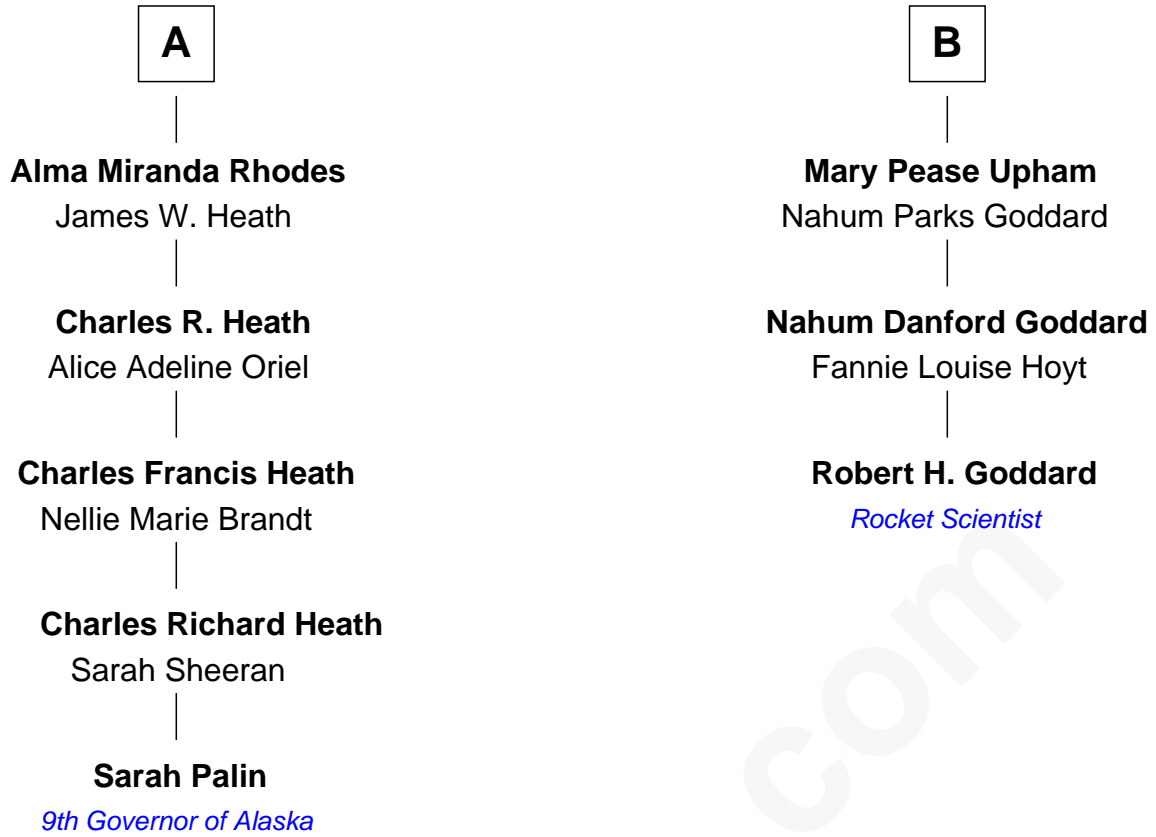 A
B
Alma Miranda Rhodes
James W. Heath
Mary Pease Upham
Nahum Parks Goddard
Charles R. Heath
Alice Adeline Oriel
Nahum Danford Goddard
Fannie Louise Hoyt
Charles Francis Heath
Nellie Marie Brandt
Robert H. Goddard
Rocket Scientist
Charles Richard Heath
Sarah Sheeran
Sarah Palin
9th Governor of Alaska
com